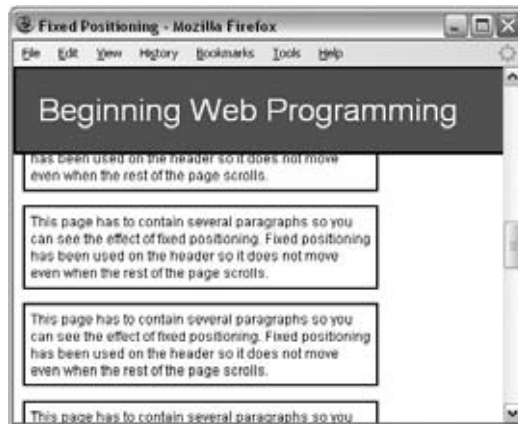 Fixed Positioning - Mozilla Firefox
File Edit View History Bookmarks Tools Help
Beginning Web Programming
has been used on the header so it does not move
even when the rest of the page scrolls.
This page has to contain several paragraphs so you
can see the effect of fixed positioning. Fixed positioning
has been used on the header so it does not move
even when the rest of the page scrolls.
This page has to contain several paragraphs so you
can see the effect of fixed positioning. Fixed positioning
has been used on the header so it does not move
even when the rest of the page scrolls.
This page has to contain several paragraphs so you